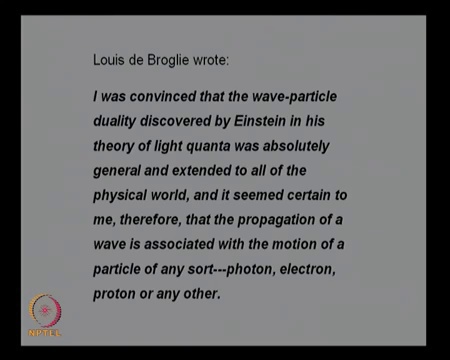 Louis de Broglie wrote:
I was convinced that the wave-particle
duality discovered by Einstein in his
theory of light quanta was absolutely
general and extended to all of the
physical world, and it seemed certain to
me, therefore, that the propagation of a
wave is associated with the motion of a
particle of any sort---photon, electron,
proton or any other.
NPTEL